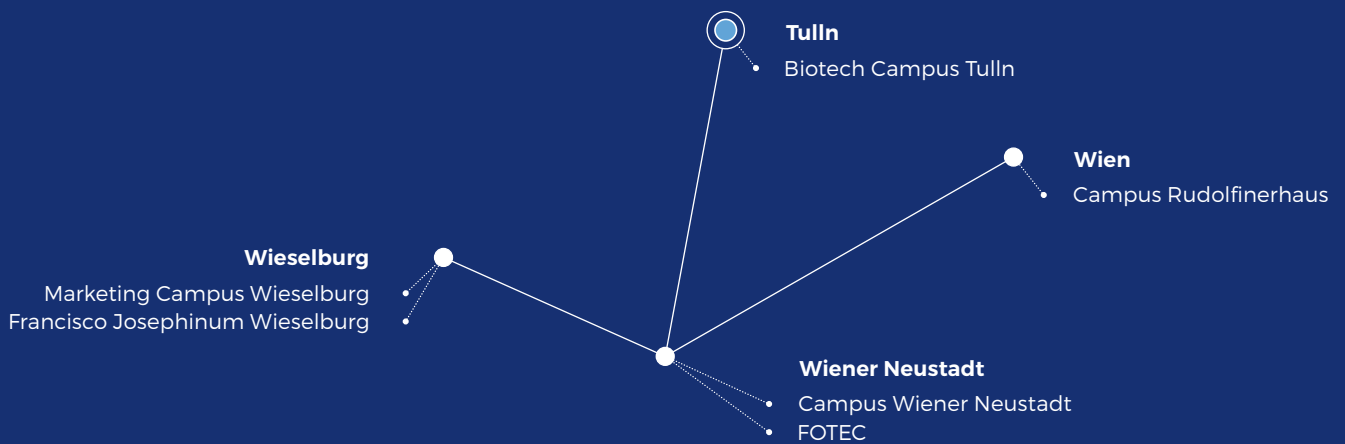 Tulln
Biotech Campus Tulln
Wien
Campus Rudolfinerhaus
Wieselburg
Marketing Campus Wieselburg
Francisco Josephinum Wieselburg
Wiener Neustadt
Campus Wiener Neustadt
FOTEC